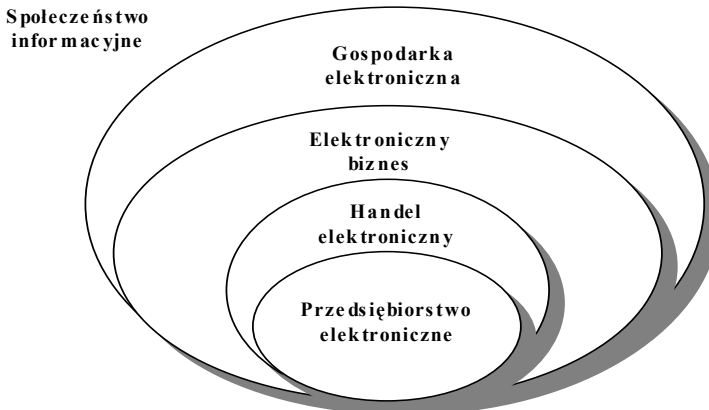 Społeczeństwo
informacyjne
Gospodarka
elektroniczna
Elektroniczny
biznes
Handel
elektroniczny
Przedsiębiorstwo
elektroniczne